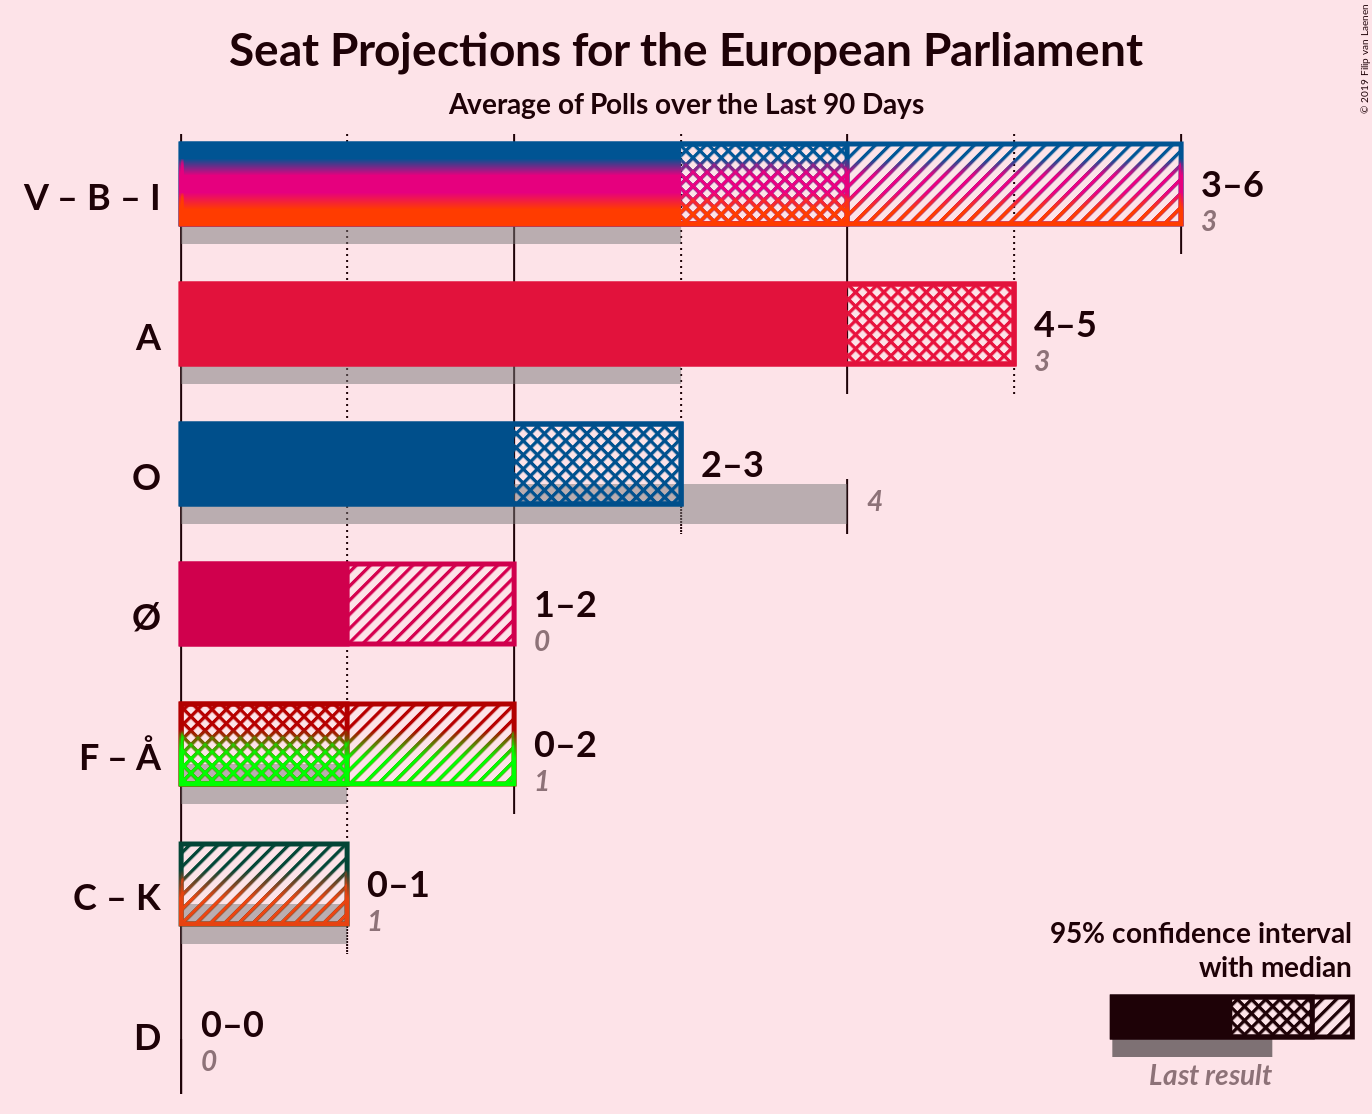 Seat Projections for the European Parliament
Average of Polls over the Last 90 Days
© 2019 Filip van Laenen
V – B – I
3–6
3
A
4–5
3
O
2–3
4
Ø
1–2
0
F – Å
0–2
1
C – K
0–1
1
D
0–0
0
95% confidence interval
with median
Last result